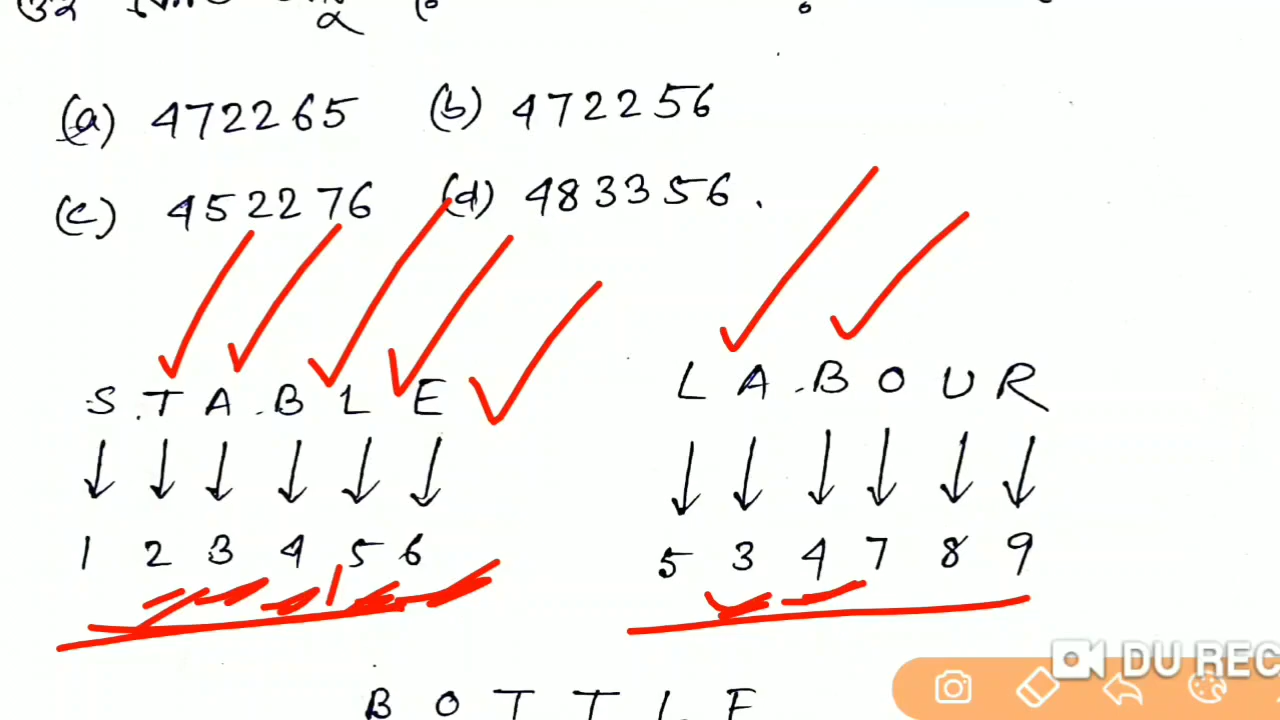 (a) 472265 (b) 472256
(c) 452276 (d) 483356.
S T A B L E
L A B O U R
1 2 3 4 5 6
5 3 4 7 8 9
B O T T L E
DU REC